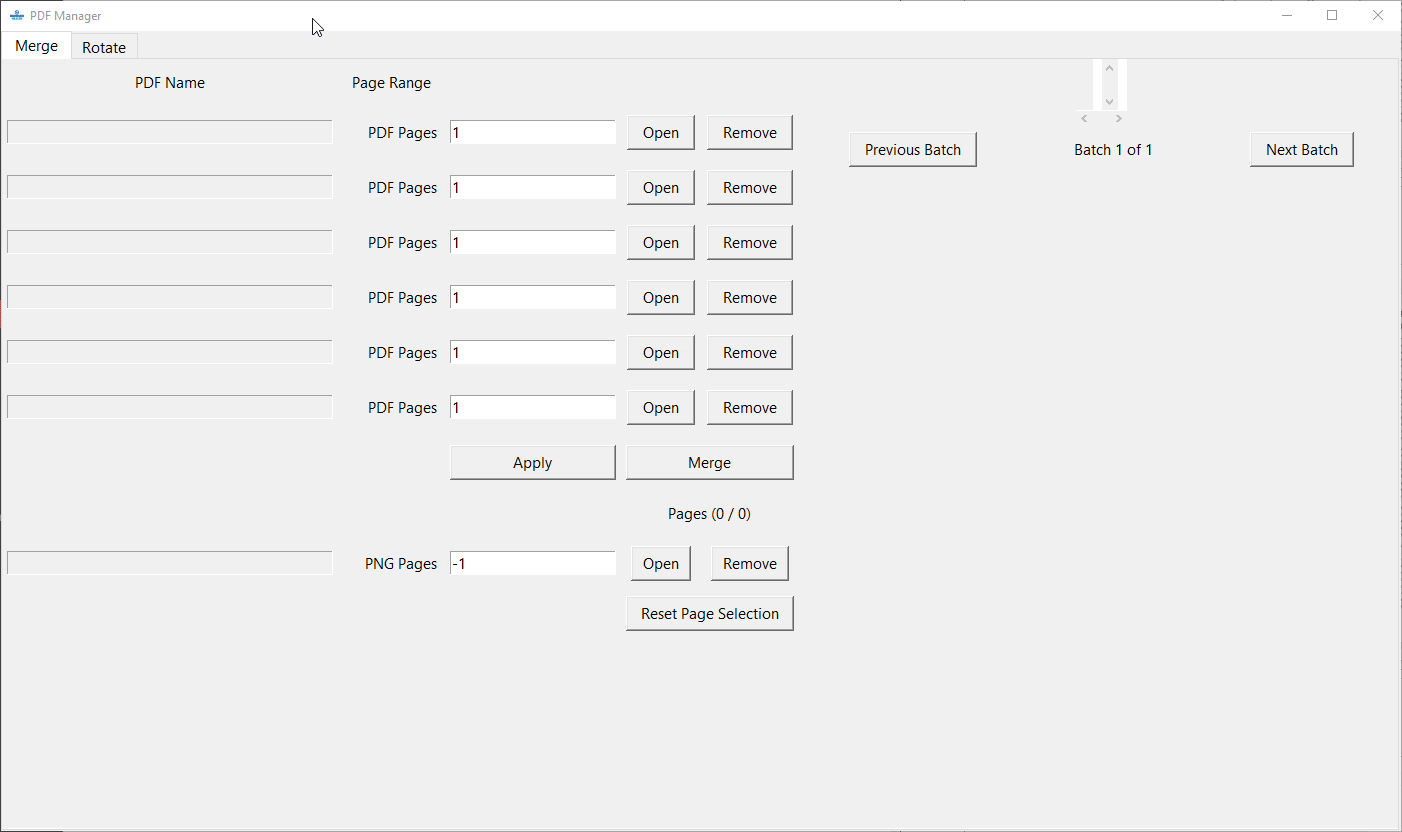 PDF Manager
Merge Rotate
PDF Name Page Range
PDF Pages 1 Open Remove
Previous Batch Batch 1 of 1 Next Batch
PDF Pages 1 Open Remove
PDF Pages 1 Open Remove
PDF Pages 1 Open Remove
PDF Pages 1 Open Remove
PDF Pages 1 Open Remove
Apply Merge
Pages (0 / 0)
PNG Pages -1 Open Remove
Reset Page Selection